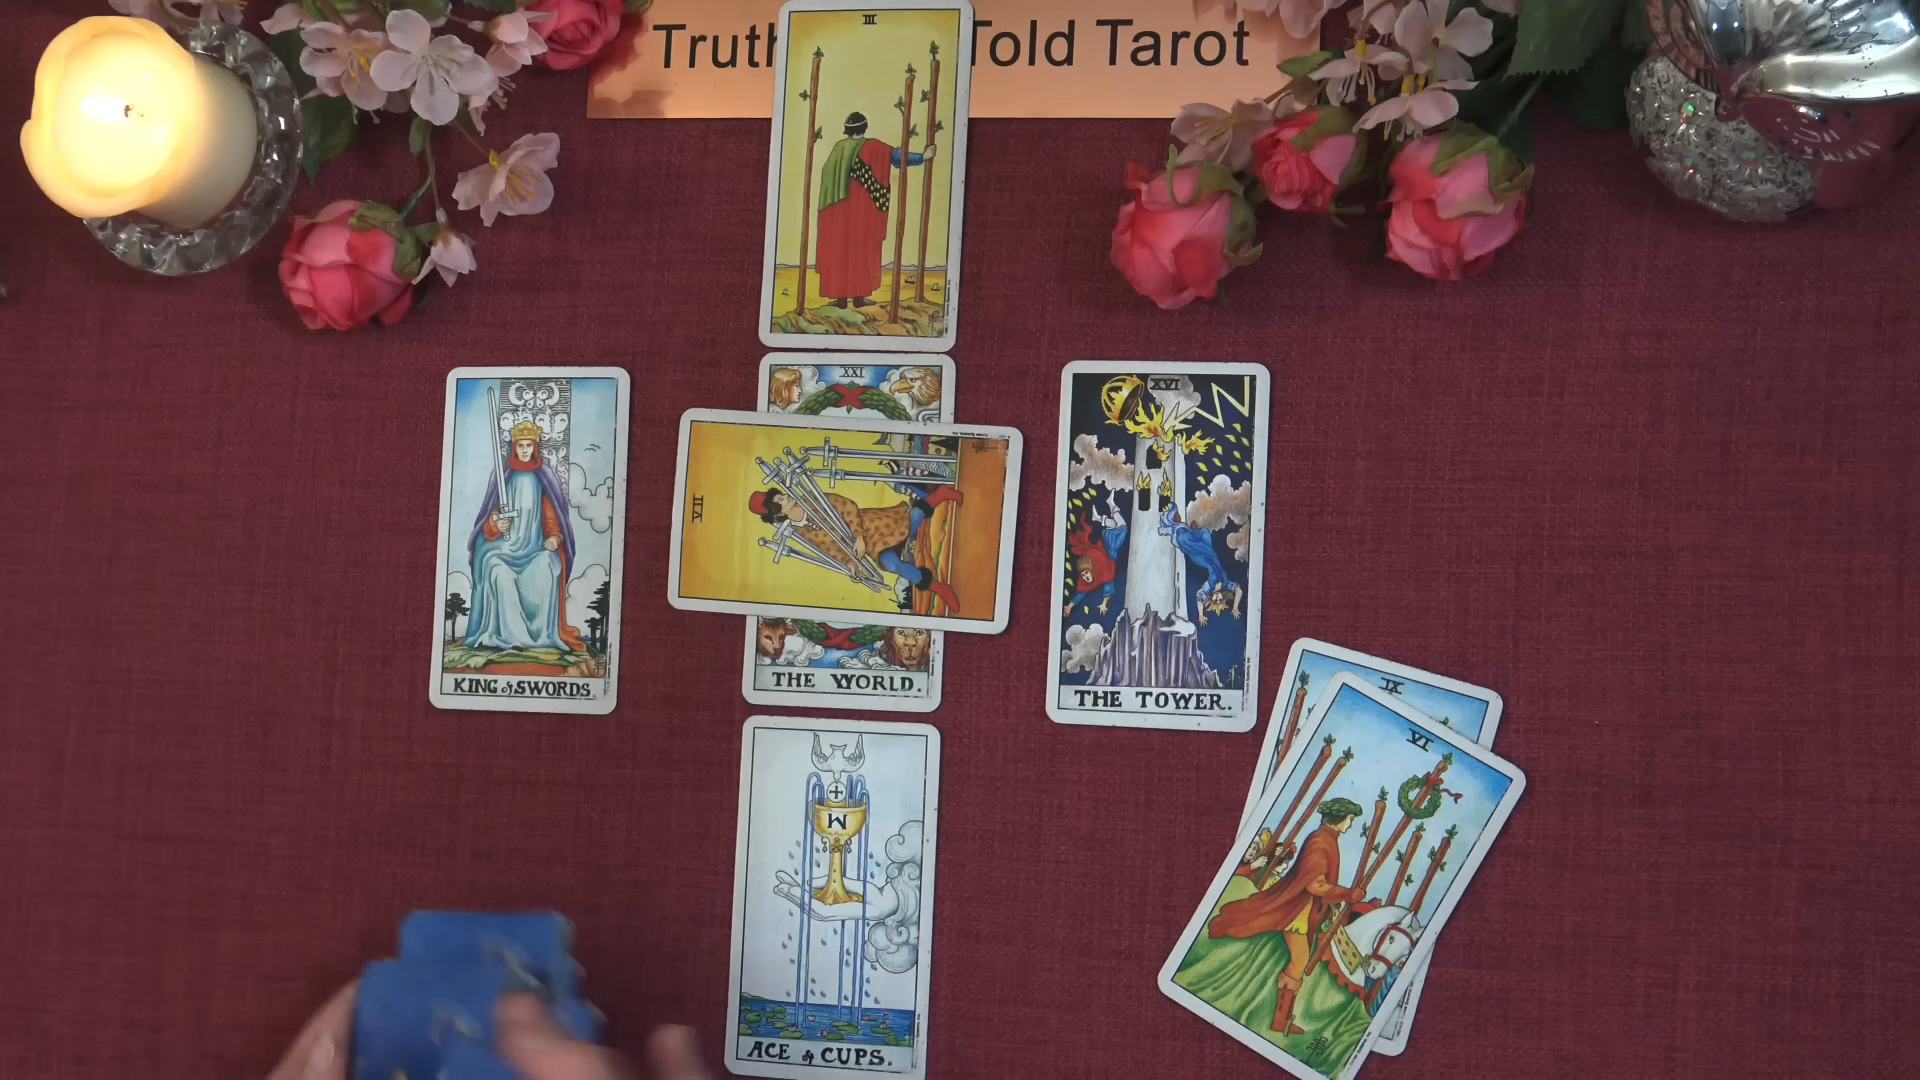 Truth
Told Tarot
III
XXI
VII
XVI
KING of SWORDS.
THE WORLD.
THE TOWER.
IX
VI
W
ACE of CUPS.